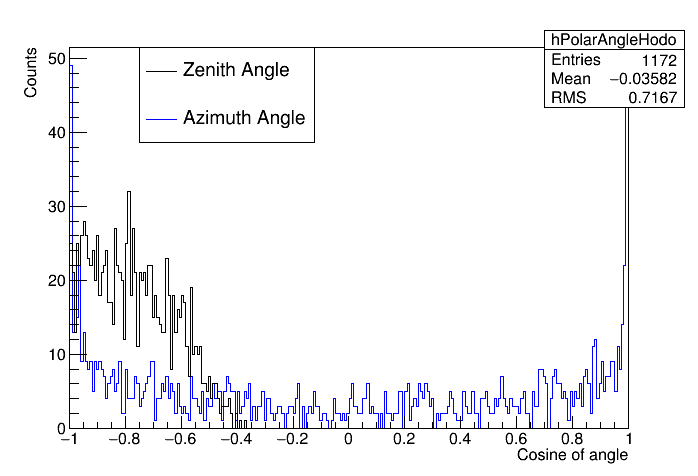 hPolarAngleHodo
Entries 1172
Mean −0.03582
RMS 0.7167
Zenith Angle
Azimuth Angle
Counts
50
40
30
20
10
0
−1 −0.8 −0.6 −0.4 −0.2 0 0.2 0.4 0.6 0.8 1
Cosine of angle